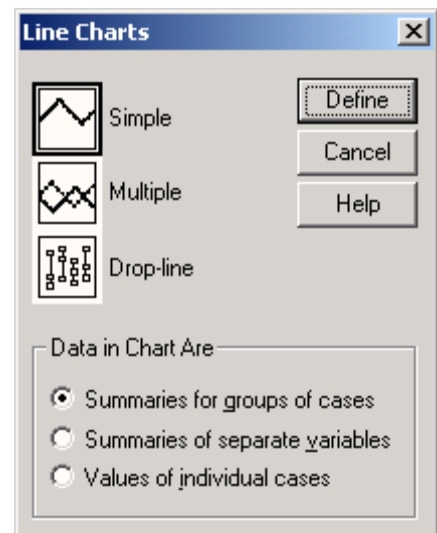 Line Charts
Simple
Define
Cancel
Multiple
Help
Drop-line
Data in Chart Are
Summaries for groups of cases
Summaries of separate variables
Values of individual cases